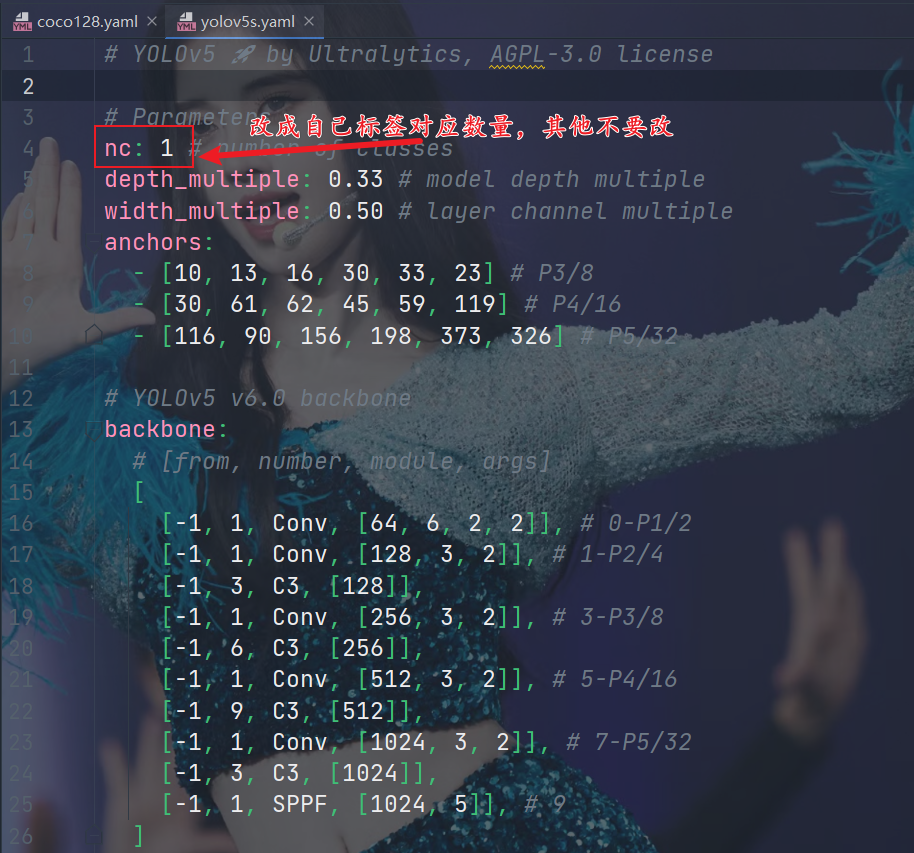 coco128.yaml
yolov5s.yaml
1 # YOLOv5 🚀 by Ultralytics, AGPL-3.0 license
2
3 # Parameter
改成自己标签对应数量，其他不要改
4 nc: 1 # number of classes
5 depth_multiple: 0.33 # model depth multiple
6 width_multiple: 0.50 # layer channel multiple
7 anchors:
8 - [10, 13, 16, 30, 33, 23] # P3/8
9 - [30, 61, 62, 45, 59, 119] # P4/16
10 - [116, 90, 156, 198, 373, 326] # P5/32
11
12 # YOLOv5 v6.0 backbone
13 backbone:
14 # [from, number, module, args]
15 [
16 [-1, 1, Conv, [64, 6, 2, 2]], # 0-P1/2
17 [-1, 1, Conv, [128, 3, 2]], # 1-P2/4
18 [-1, 3, C3, [128]],
19 [-1, 1, Conv, [256, 3, 2]], # 3-P3/8
20 [-1, 6, C3, [256]],
21 [-1, 1, Conv, [512, 3, 2]], # 5-P4/16
22 [-1, 9, C3, [512]],
23 [-1, 1, Conv, [1024, 3, 2]], # 7-P5/32
24 [-1, 3, C3, [1024]],
25 [-1, 1, SPPF, [1024, 5]], # 9
26 ]